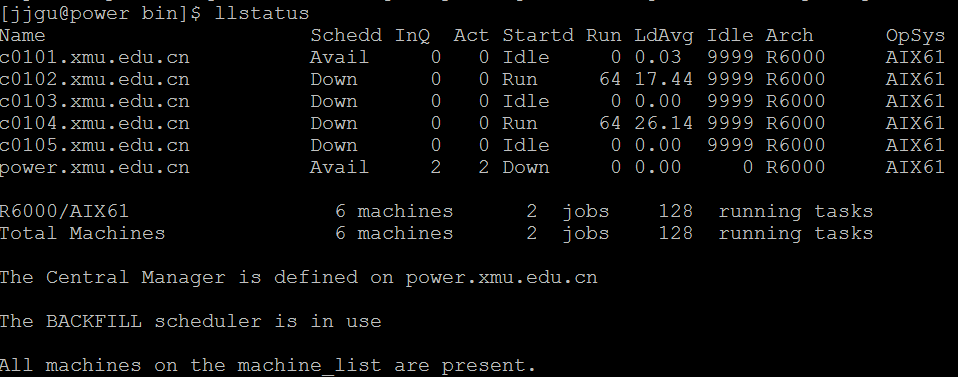 [jjgu@power bin]$ llstatus
Name                      Schedd InQ  Act Startd Run LdAvg Idle Arch      OpSys
c0101.xmu.edu.cn          Avail     0   0 Idle     0 0.03  9999 R6000     AIX61
c0102.xmu.edu.cn          Down      0   0 Run     64 17.44 9999 R6000     AIX61
c0103.xmu.edu.cn          Down      0   0 Idle     0 0.00  9999 R6000     AIX61
c0104.xmu.edu.cn          Down      0   0 Run     64 26.14 9999 R6000     AIX61
c0105.xmu.edu.cn          Down      0   0 Idle     0 0.00  9999 R6000     AIX61
power.xmu.edu.cn          Avail     2   2 Down     0 0.00     0 R6000     AIX61
R6000/AIX61                 6 machines      2  jobs    128  running tasks
Total Machines              6 machines      2  jobs    128  running tasks
The Central Manager is defined on power.xmu.edu.cn
The BACKFILL scheduler is in use
All machines on the machine_list are present.